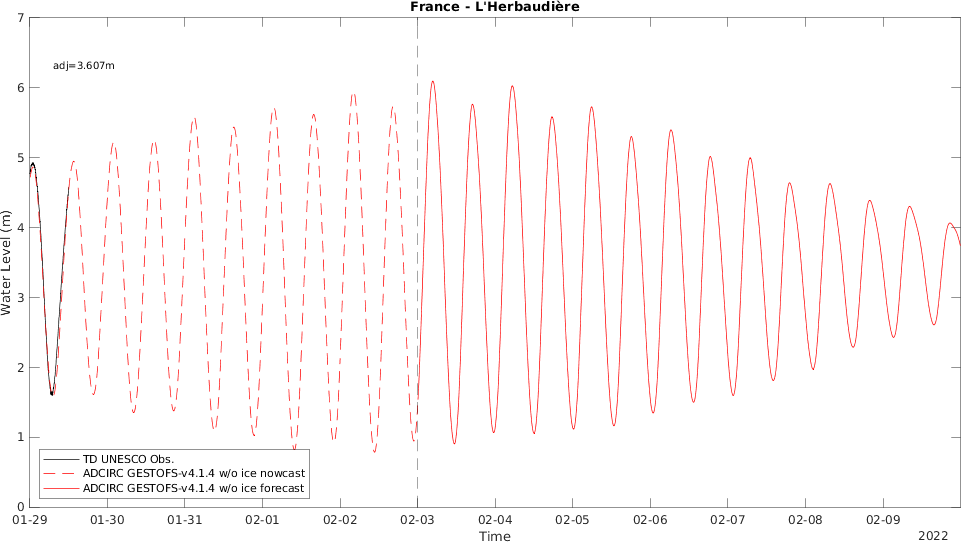 France - L'Herbaudière
adj=3.607m
7
6
5
4
3
2
1
0
Water Level (m)
TD UNESCO Obs.
ADCIRC GESTOFS-v4.1.4 w/o ice nowcast
ADCIRC GESTOFS-v4.1.4 w/o ice forecast
01-29 01-30 01-31 02-01 02-02 02-03 02-04 02-05 02-06 02-07 02-08 02-09
Time
2022